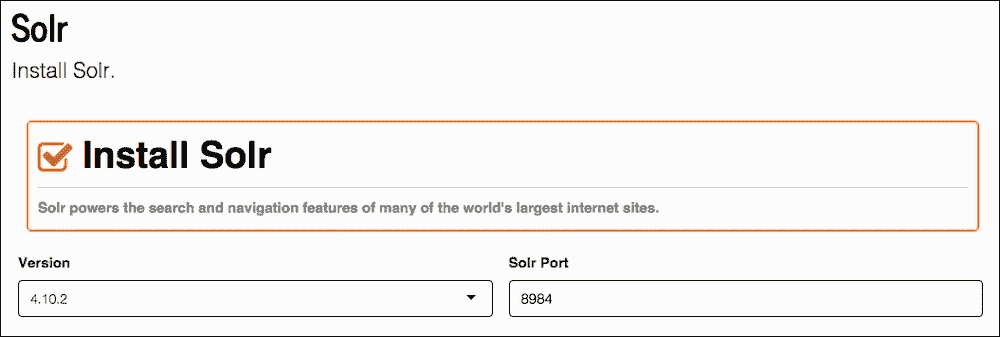 Solr
Install Solr.
Install Solr
Solr powers the search and navigation features of many of the world's largest internet sites.
Version
Solr Port
4.10.2
8984